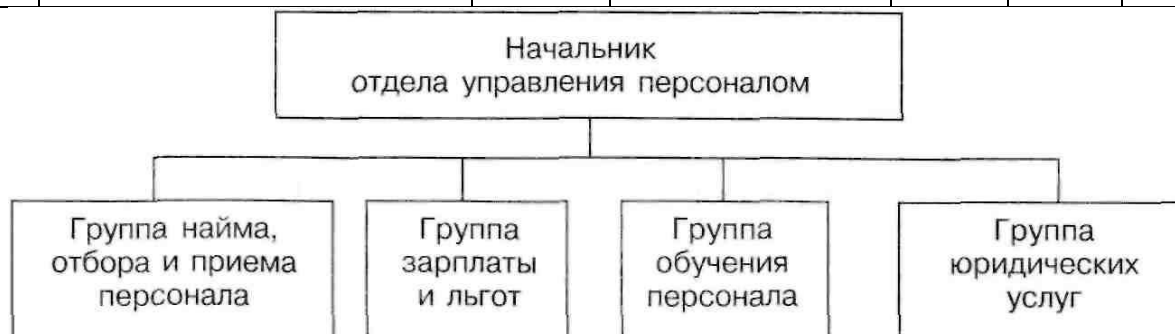 Начальник
отдела управления персоналом
Группа найма,
отбора и приема
персонала
Группа
зарплаты
и льгот
Группа
обучения
персонала
Группа
юридических
услуг